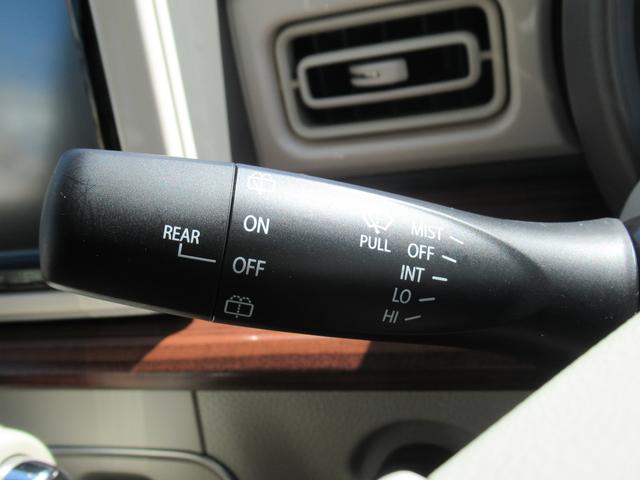 REAR
ON
OFF
PULL
MIST
OFF
INT
LO
HI